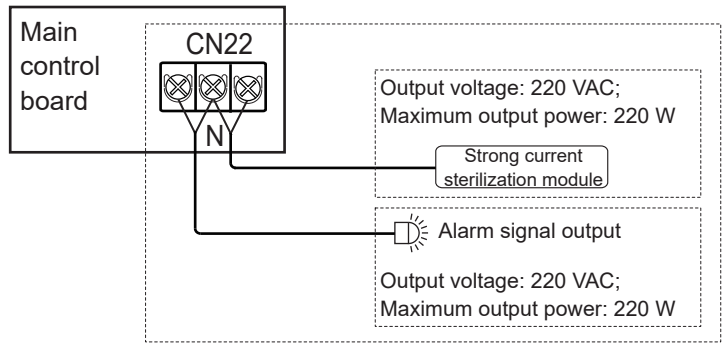 Main
control
board
CN22
N
Output voltage: 220 VAC;
Maximum output power: 220 W
Strong current
sterilization module
Alarm signal output
Output voltage: 220 VAC;
Maximum output power: 220 W